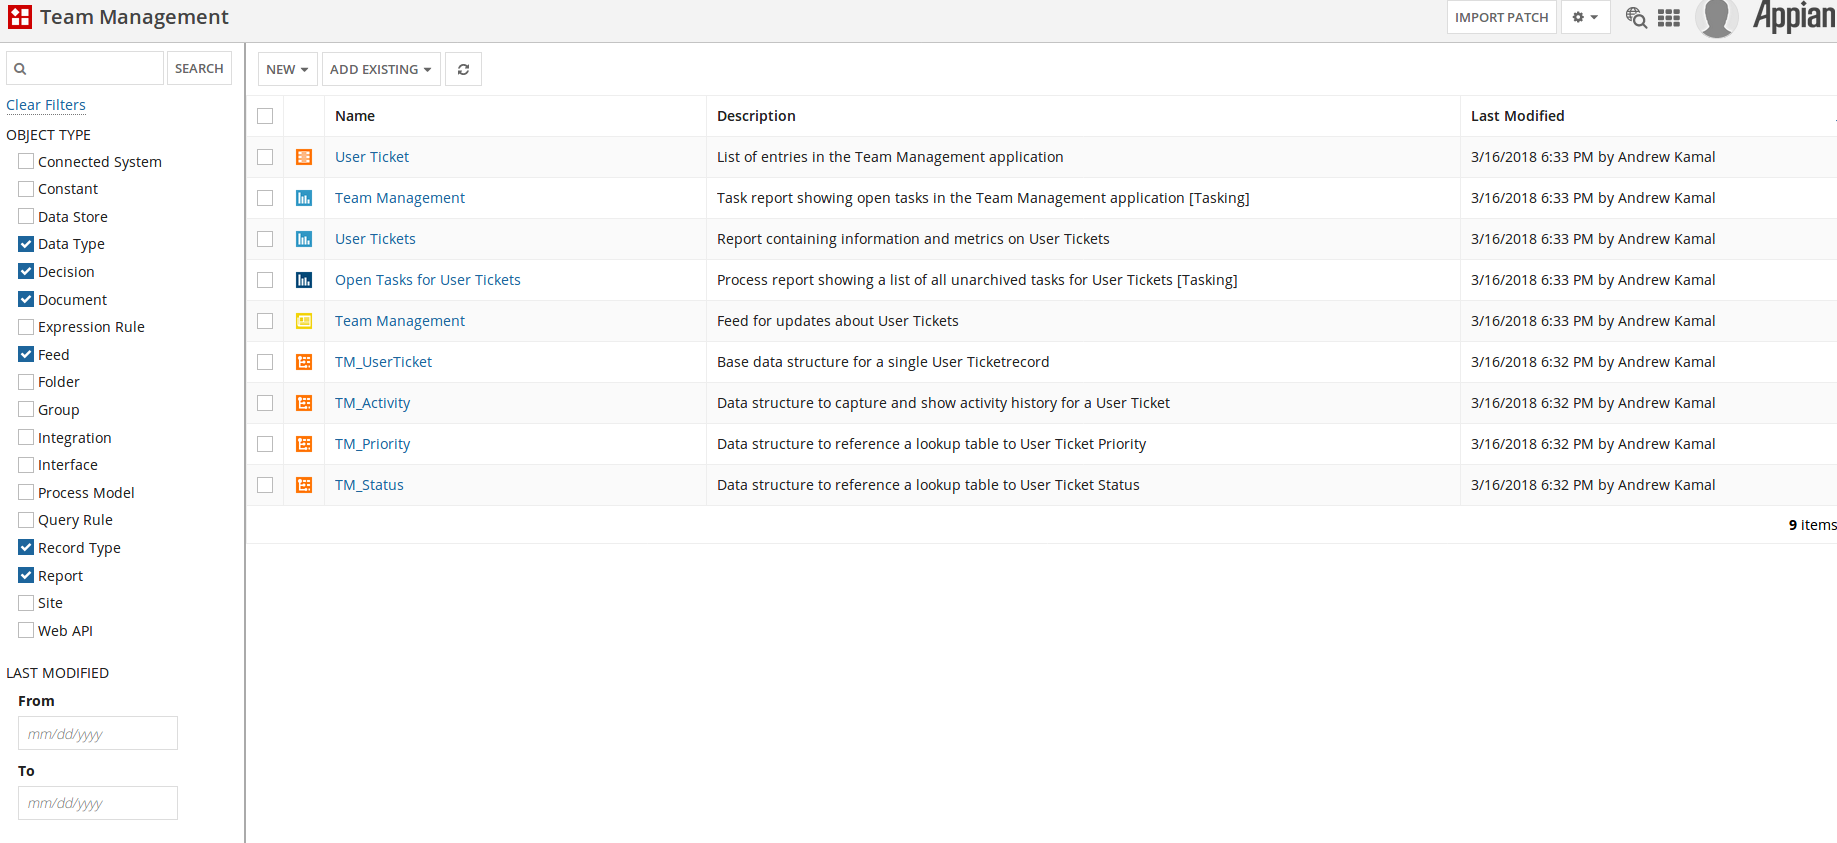 Team Management
IMPORT PATCH
Appian
SEARCH
NEW
ADD EXISTING
Clear Filters
OBJECT TYPE
Connected System
Constant
Data Store
Data Type
Decision
Document
Expression Rule
Feed
Folder
Group
Integration
Interface
Process Model
Query Rule
Record Type
Report
Site
Web API
LAST MODIFIED
From
mm/dd/yyyy
To
mm/dd/yyyy
Name Description Last Modified
User Ticket List of entries in the Team Management application 3/16/2018 6:33 PM by Andrew Kamal
Team Management Task report showing open tasks in the Team Management application [Tasking] 3/16/2018 6:33 PM by Andrew Kamal
User Tickets Report containing information and metrics on User Tickets 3/16/2018 6:33 PM by Andrew Kamal
Open Tasks for User Tickets Process report showing a list of all unarchived tasks for User Tickets [Tasking] 3/16/2018 6:33 PM by Andrew Kamal
Team Management Feed for updates about User Tickets 3/16/2018 6:33 PM by Andrew Kamal
TM_UserTicket Base data structure for a single User Ticketrecord 3/16/2018 6:32 PM by Andrew Kamal
TM_Activity Data structure to capture and show activity history for a User Ticket 3/16/2018 6:32 PM by Andrew Kamal
TM_Priority Data structure to reference a lookup table to User Ticket Priority 3/16/2018 6:32 PM by Andrew Kamal
TM_Status Data structure to reference a lookup table to User Ticket Status 3/16/2018 6:32 PM by Andrew Kamal
9 items